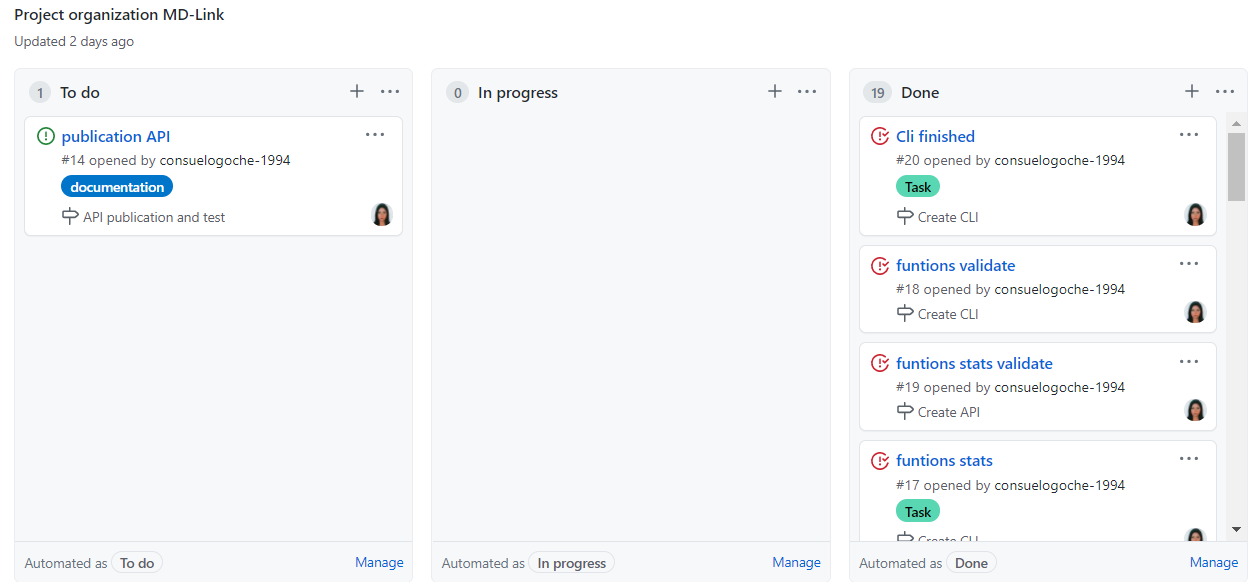 Project organization MD-Link
Updated 2 days ago
1 To do
publication API
#14 opened by consuelogoche-1994
documentation
API publication and test
Automated as To do Manage
0 In progress
Automated as In progress Manage
19 Done
Cli finished
#20 opened by consuelogoche-1994
Task
Create CLI
funtions validate
#18 opened by consuelogoche-1994
Create CLI
funtions stats validate
#19 opened by consuelogoche-1994
Create API
funtions stats
#17 opened by consuelogoche-1994
Task
Create CLI
Automated as Done Manage